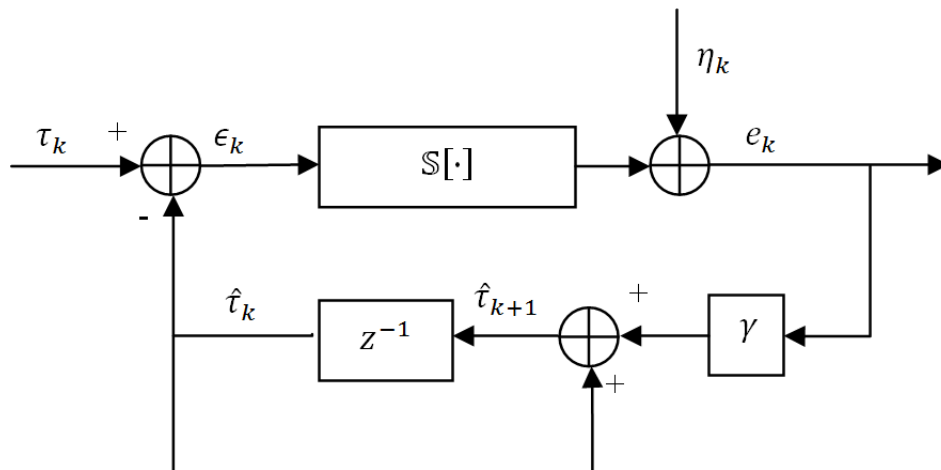 η_k
τ_k + ϵ_k 𝕊[·] e_k
-
τ̂_k z^{-1} τ̂_{k+1} + γ
+